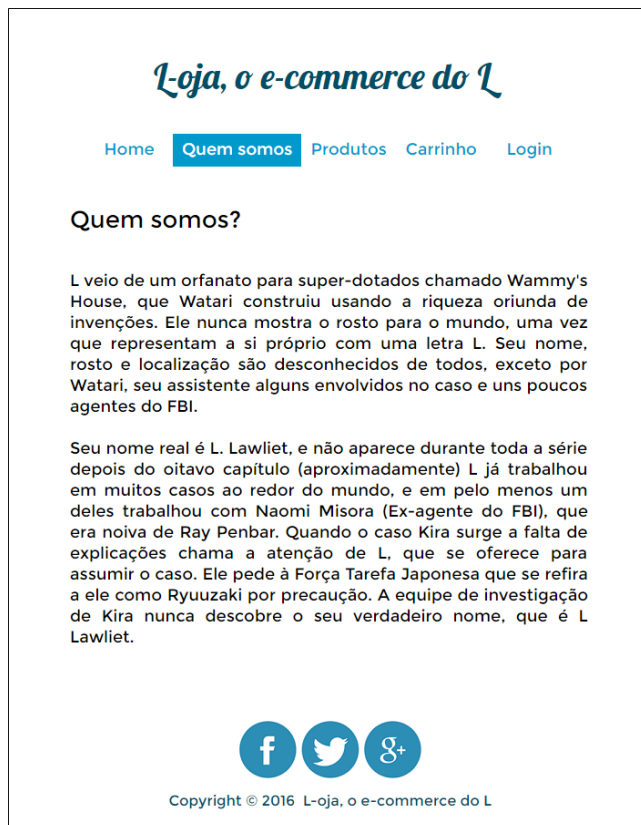 L-oja, o e-commerce do L
Home Quem somos Produtos Carrinho Login
Quem somos?
L veio de um orfanato para super-dotados chamado Wammy's
House, que Watari construiu usando a riqueza oriunda de
invenções. Ele nunca mostra o rosto para o mundo, uma vez
que representam a si próprio com uma letra L. Seu nome,
rosto e localização são desconhecidos de todos, exceto por
Watari, seu assistente alguns envolvidos no caso e uns poucos
agentes do FBI.
Seu nome real é L. Lawliet, e não aparece durante toda a série
depois do oitavo capítulo (aproximadamente) L já trabalhou
em muitos casos ao redor do mundo, e em pelo menos um
deles trabalhou com Naomi Misora (Ex-agente do FBI), que
era noiva de Ray Penbar. Quando o caso Kira surge a falta de
explicações chama a atenção de L, que se oferece para
assumir o caso. Ele pede à Força Tarefa Japonesa que se refira
a ele como Ryuuzaki por precaução. A equipe de investigação
de Kira nunca descobre o seu verdadeiro nome, que é L
Lawliet.
f g+
Copyright © 2016 L-oja, o e-commerce do L